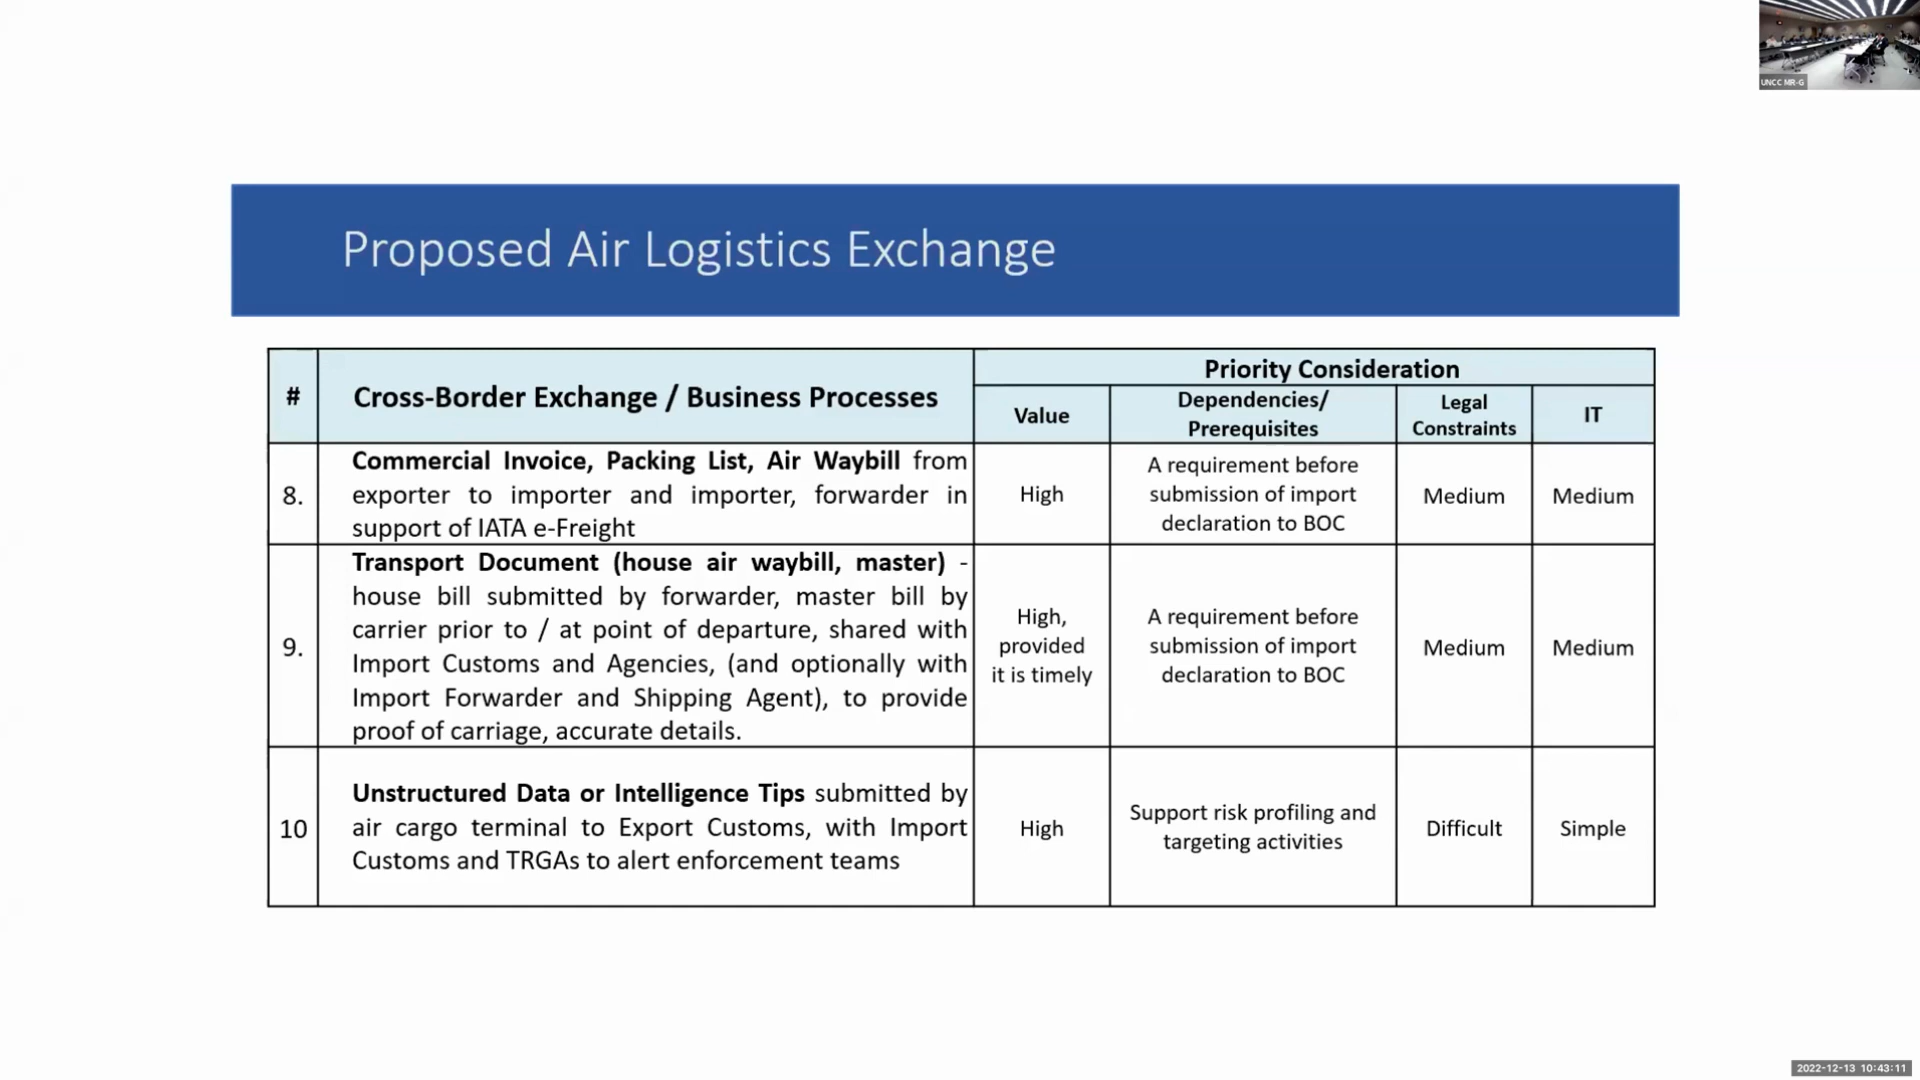 UNCC MR-G
Proposed Air Logistics Exchange
#
Cross-Border Exchange / Business Processes
Priority Consideration
Value
Dependencies/
Prerequisites
Legal
Constraints
IT
8.
Commercial Invoice, Packing List, Air Waybill from
exporter to importer and importer, forwarder in
support of IATA e-Freight
High
A requirement before
submission of import
declaration to BOC
Medium
Medium
9.
Transport Document (house air waybill, master) -
house bill submitted by forwarder, master bill by
carrier prior to / at point of departure, shared with
Import Customs and Agencies, (and optionally with
Import Forwarder and Shipping Agent), to provide
proof of carriage, accurate details.
High,
provided
it is timely
A requirement before
submission of import
declaration to BOC
Medium
Medium
10
Unstructured Data or Intelligence Tips submitted by
air cargo terminal to Export Customs, with Import
Customs and TRGAs to alert enforcement teams
High
Support risk profiling and
targeting activities
Difficult
Simple
2022-12-13 10:43:11